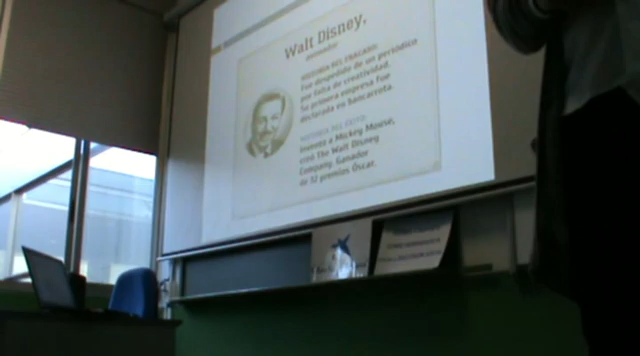 Walt Disney,
HISTORIA DEL FRACASO:
Fue despedido de un periódico
por falta de creatividad.
Su primera empresa fue
declarada en bancarrota.
HISTORIA DEL ÉXITO:
Inventó a Mickey Mouse,
creó The Walt Disney
Company. Ganador
de 32 premios Óscar.